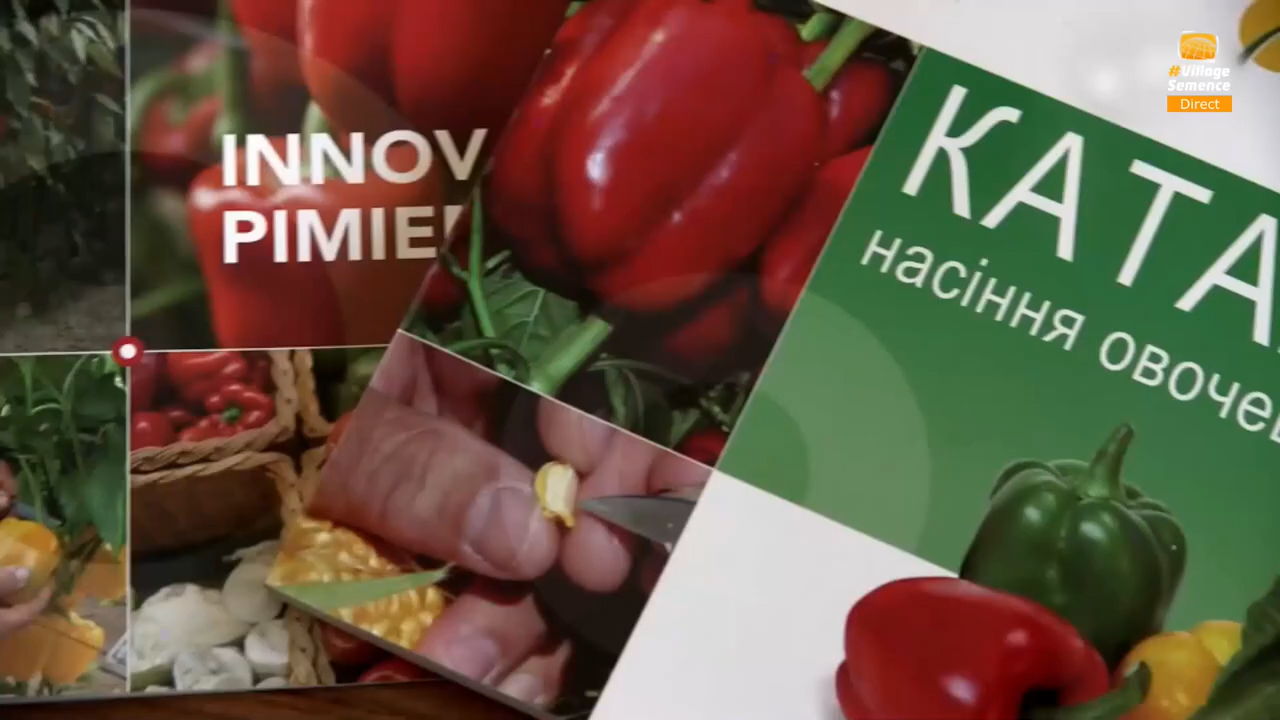 #Village
Semence
Direct
INNOV
PIMIE
КАТА
насіння овоче